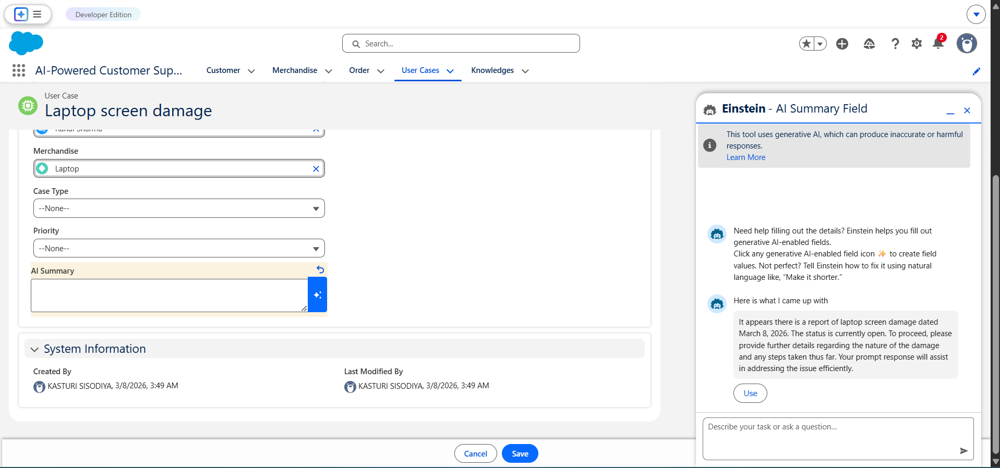 Developer Edition
Search...
2
AI-Powered Customer Sup...
Customer
Merchandise
Order
User Cases
Knowledges
User Case
Laptop screen damage
Merchandise
Laptop
Case Type
--None--
Priority
--None--
AI Summary
System Information
Created By
KASTURI SISODIYA, 3/8/2026, 3:49 AM
Last Modified By
KASTURI SISODIYA, 3/8/2026, 3:49 AM
Cancel
Save
Einstein - AI Summary Field
This tool uses generative AI, which can produce inaccurate or harmful
responses.
Learn More
Need help filling out the details? Einstein helps you fill out
generative AI-enabled fields.
Click any generative AI-enabled field icon ✨ to create field
values. Not perfect? Tell Einstein how to fix it using natural
language like, “Make it shorter.”
Here is what I came up with
It appears there is a report of laptop screen damage dated
March 8, 2026. The status is currently open. To proceed, please
provide further details regarding the nature of the damage
and any steps taken thus far. Your prompt response will assist
in addressing the issue efficiently.
Use
Describe your task or ask a question...